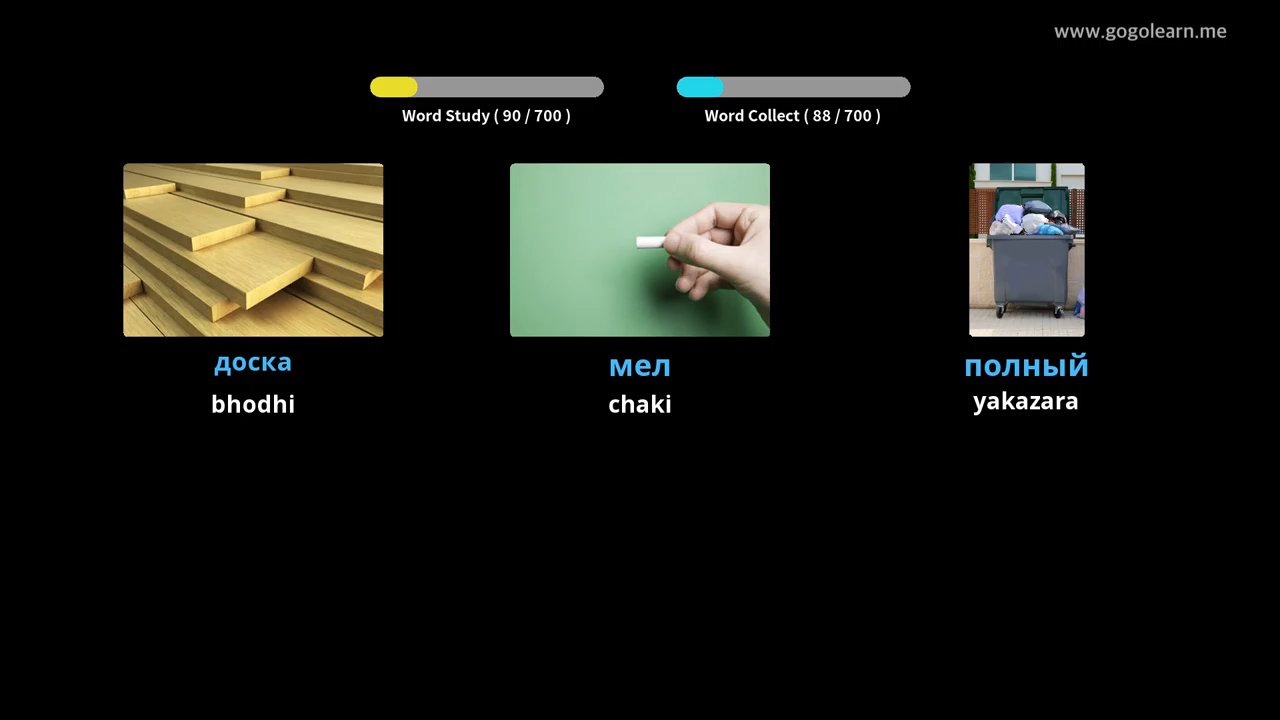 www.gogolearn.me
Word Study ( 90 / 700 )
Word Collect ( 88 / 700 )
доска
мел
полный
bhodhi
chaki
yakazara